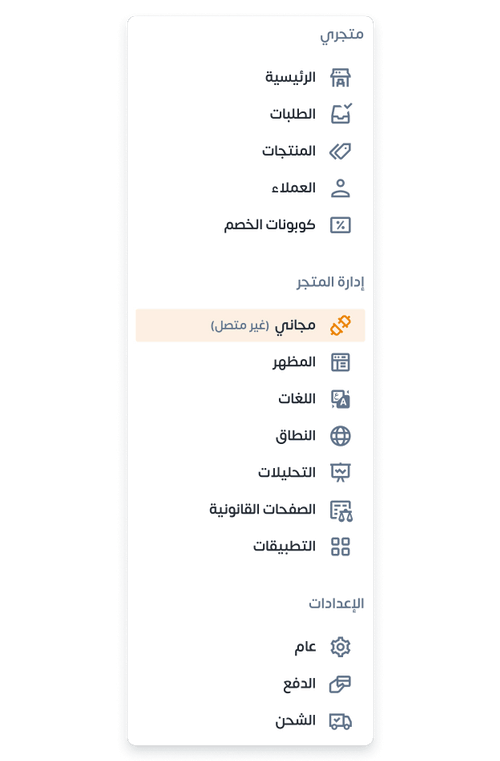 متجري
الرئيسية
الطلبات
المنتجات
العملاء
كوبونات الخصم
إدارة المتجر
مجاني (غير متصل)
المظهر
اللغات
النطاق
التحليلات
الصفحات القانونية
التطبيقات
الإعدادات
عام
الدفع
الشحن